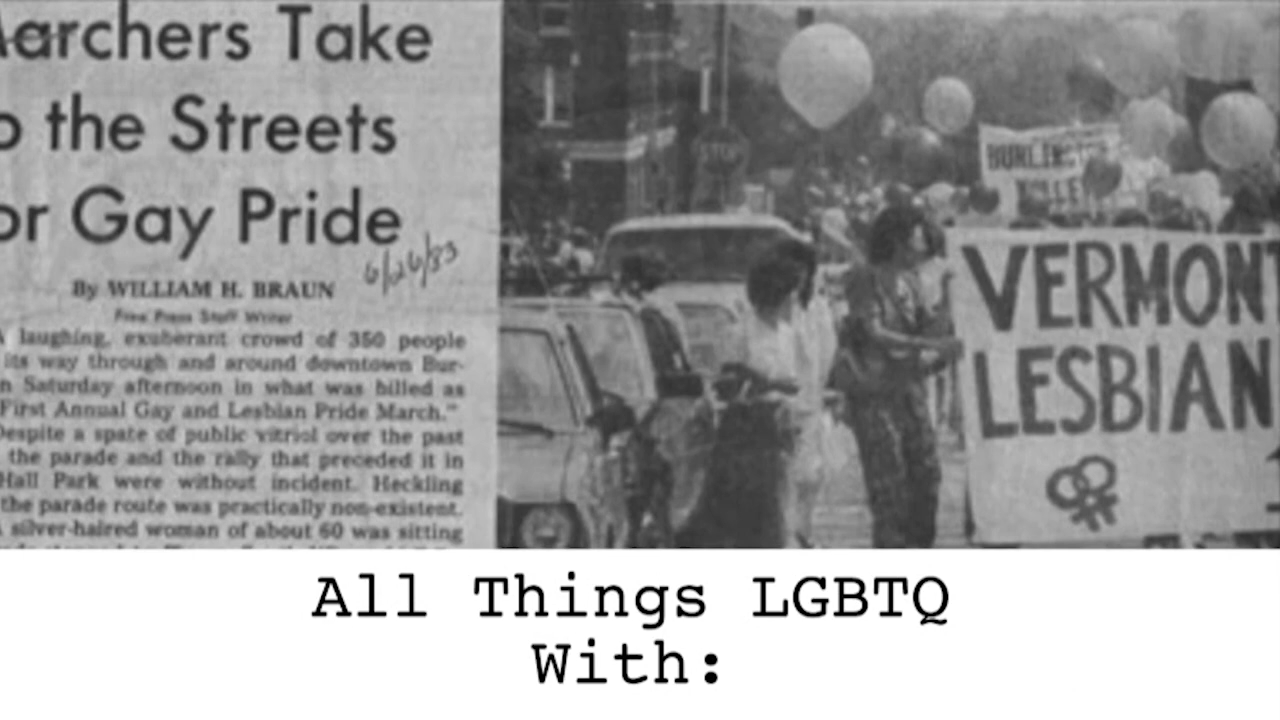 archers Take
o the Streets
or Gay Pride
6/26/83
By WILLIAM H. BRAUN
Free Press Staff Writer
A laughing, exuberant crowd of 350 people
its way through and around downtown Bur-
n Saturday afternoon in what was billed as
First Annual Gay and Lesbian Pride March."
Despite a spate of public vitriol over the past
the parade and the rally that preceded it in
Hall Park were without incident. Heckling
the parade route was practically non-existent.
A silver-haired woman of about 60 was sitting
STOP
BURLINGTON
VERMONT
LESBIAN
All Things LGBTQ
With: